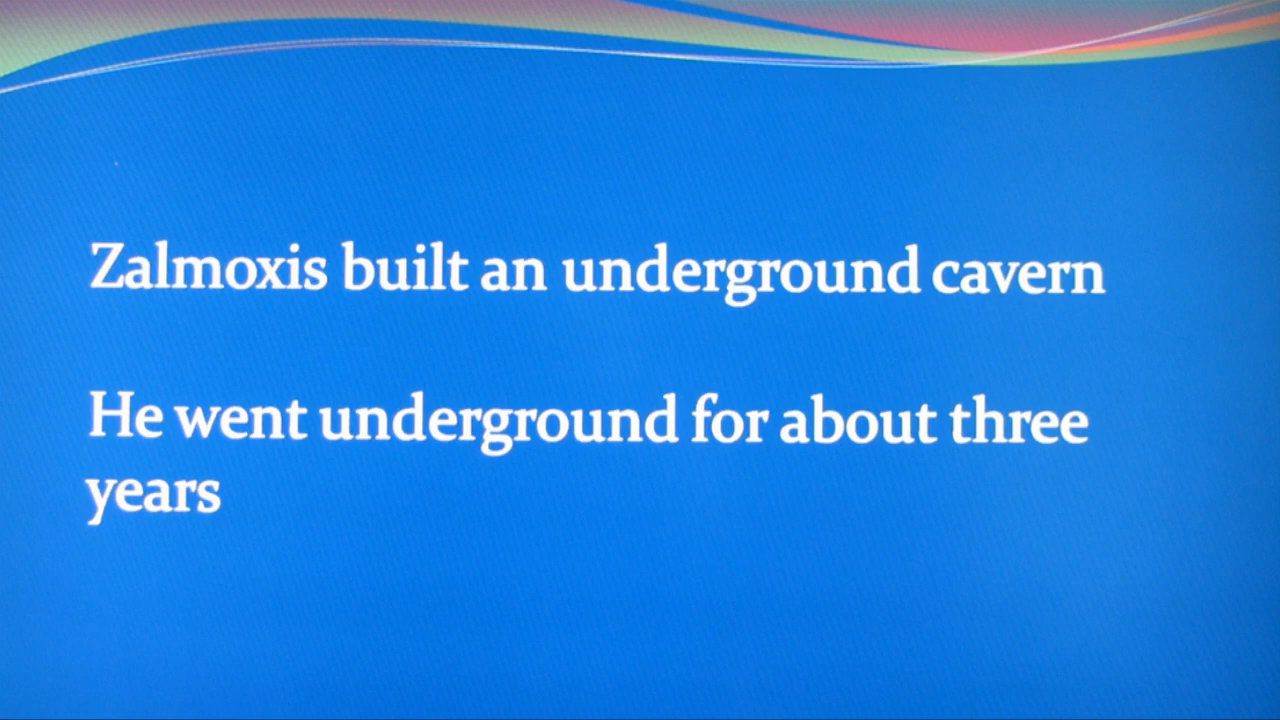 Zalmoxis built an underground cavern
He went underground for about three
years